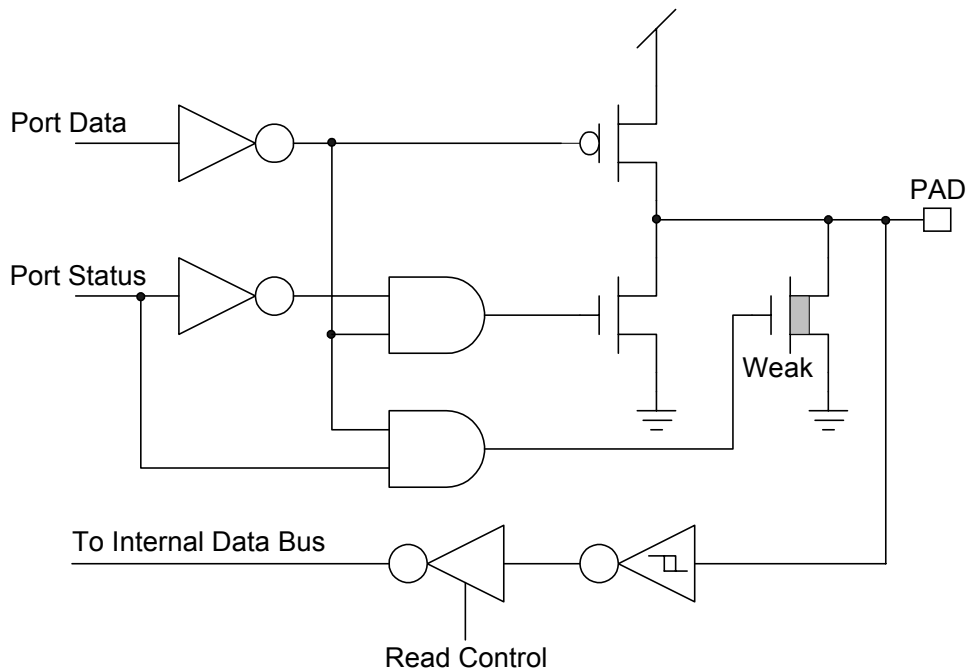 Port Data
PAD
Port Status
Weak
To Internal Data Bus
Read Control